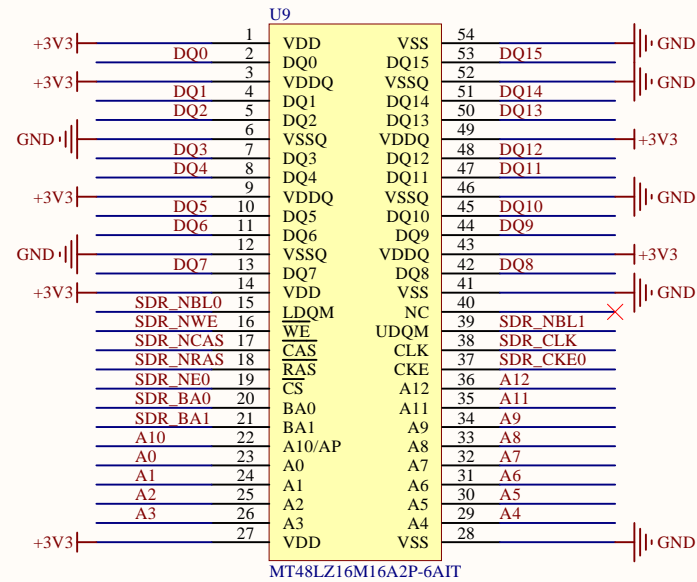 U9
+3V3 1 VDD VSS 54 GND
DQ0 2 DQ0 DQ15 53 DQ15
+3V3 3 VDDQ VSSQ 52 GND
DQ1 4 DQ1 DQ14 51 DQ14
DQ2 5 DQ2 DQ13 50 DQ13
GND 6 VSSQ VDDQ 49 +3V3
DQ3 7 DQ3 DQ12 48 DQ12
DQ4 8 DQ4 DQ11 47 DQ11
+3V3 9 VDDQ VSSQ 46 GND
DQ5 10 DQ5 DQ10 45 DQ10
DQ6 11 DQ6 DQ9 44 DQ9
GND 12 VSSQ VDDQ 43 +3V3
DQ7 13 DQ7 DQ8 42 DQ8
+3V3 14 VDD VSS 41 GND
SDR_NBL0 15 LDQM NC 40
SDR_NWE 16 WE UDQM 39 SDR_NBL1
SDR_NCAS 17 CAS CLK 38 SDR_CLK
SDR_NRAS 18 RAS CKE 37 SDR_CKE0
SDR_NE0 19 CS A12 36 A12
SDR_BA0 20 BA0 A11 35 A11
SDR_BA1 21 BA1 A9 34 A9
A10 22 A10/AP A8 33 A8
A0 23 A0 A7 32 A7
A1 24 A1 A6 31 A6
A2 25 A2 A5 30 A5
A3 26 A3 A4 29 A4
+3V3 27 VDD VSS 28 GND
MT48LZ16M16A2P-6AIT